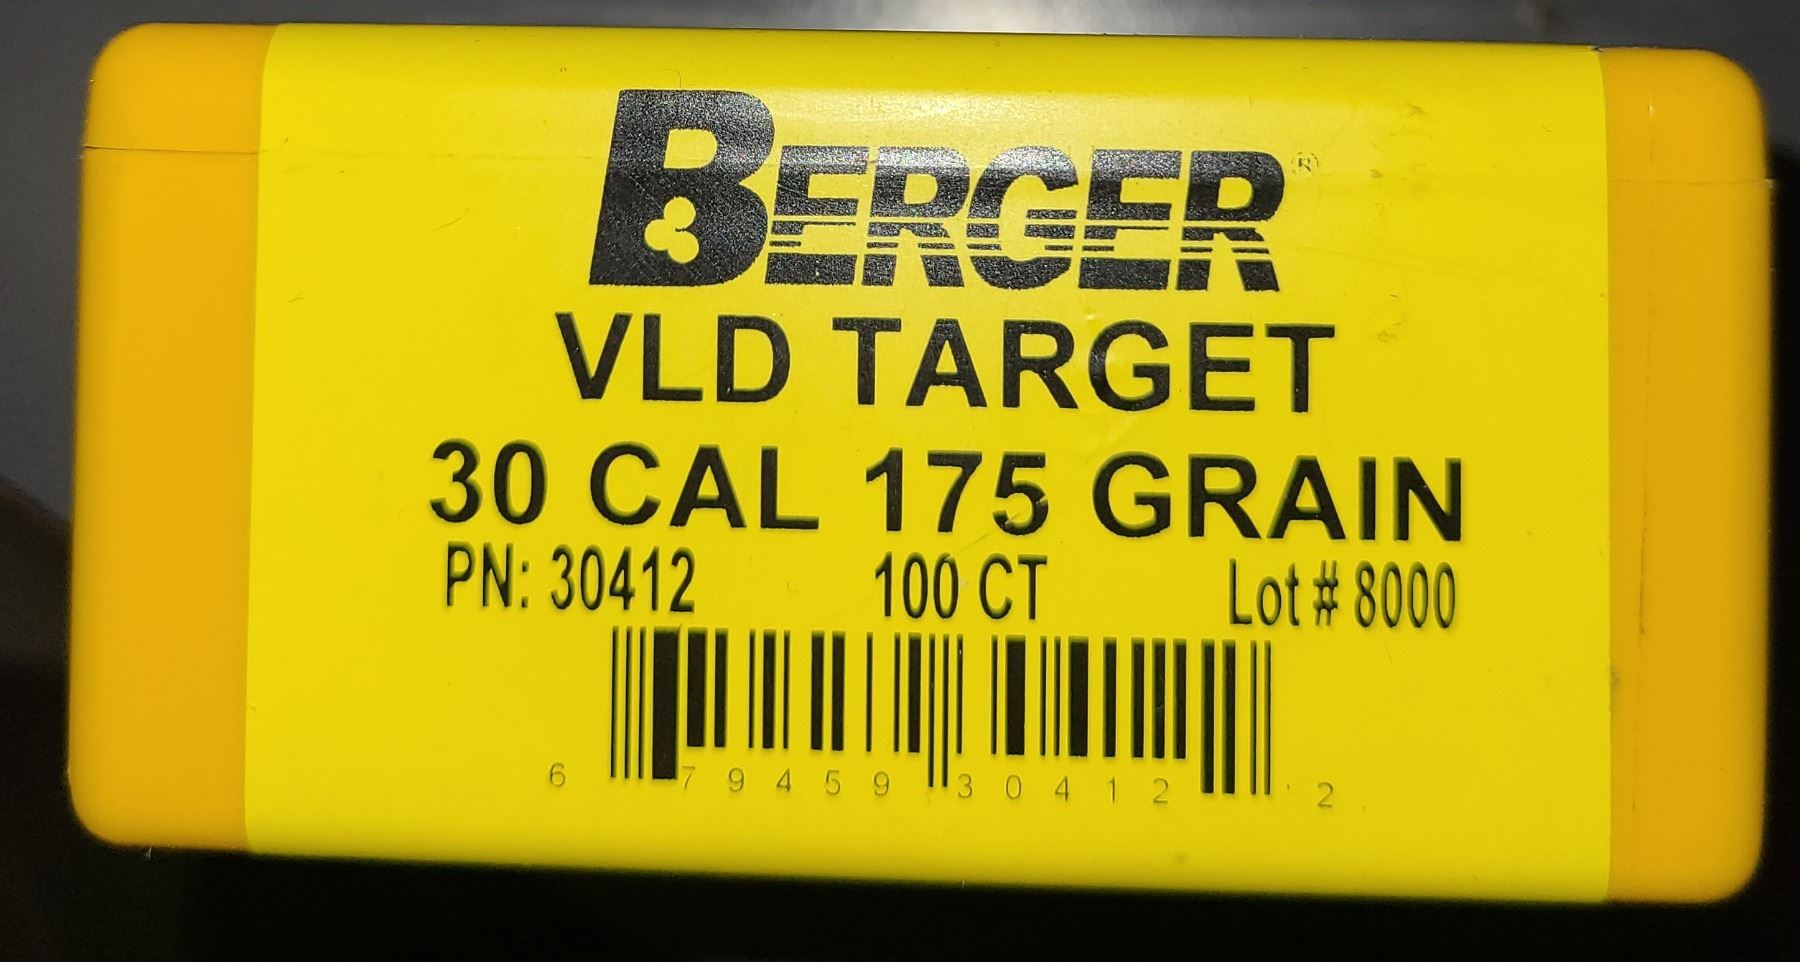 BERGER®
VLD TARGET
30 CAL 175 GRAIN
PN: 30412 100 CT Lot # 8000
6 79459 30412 2